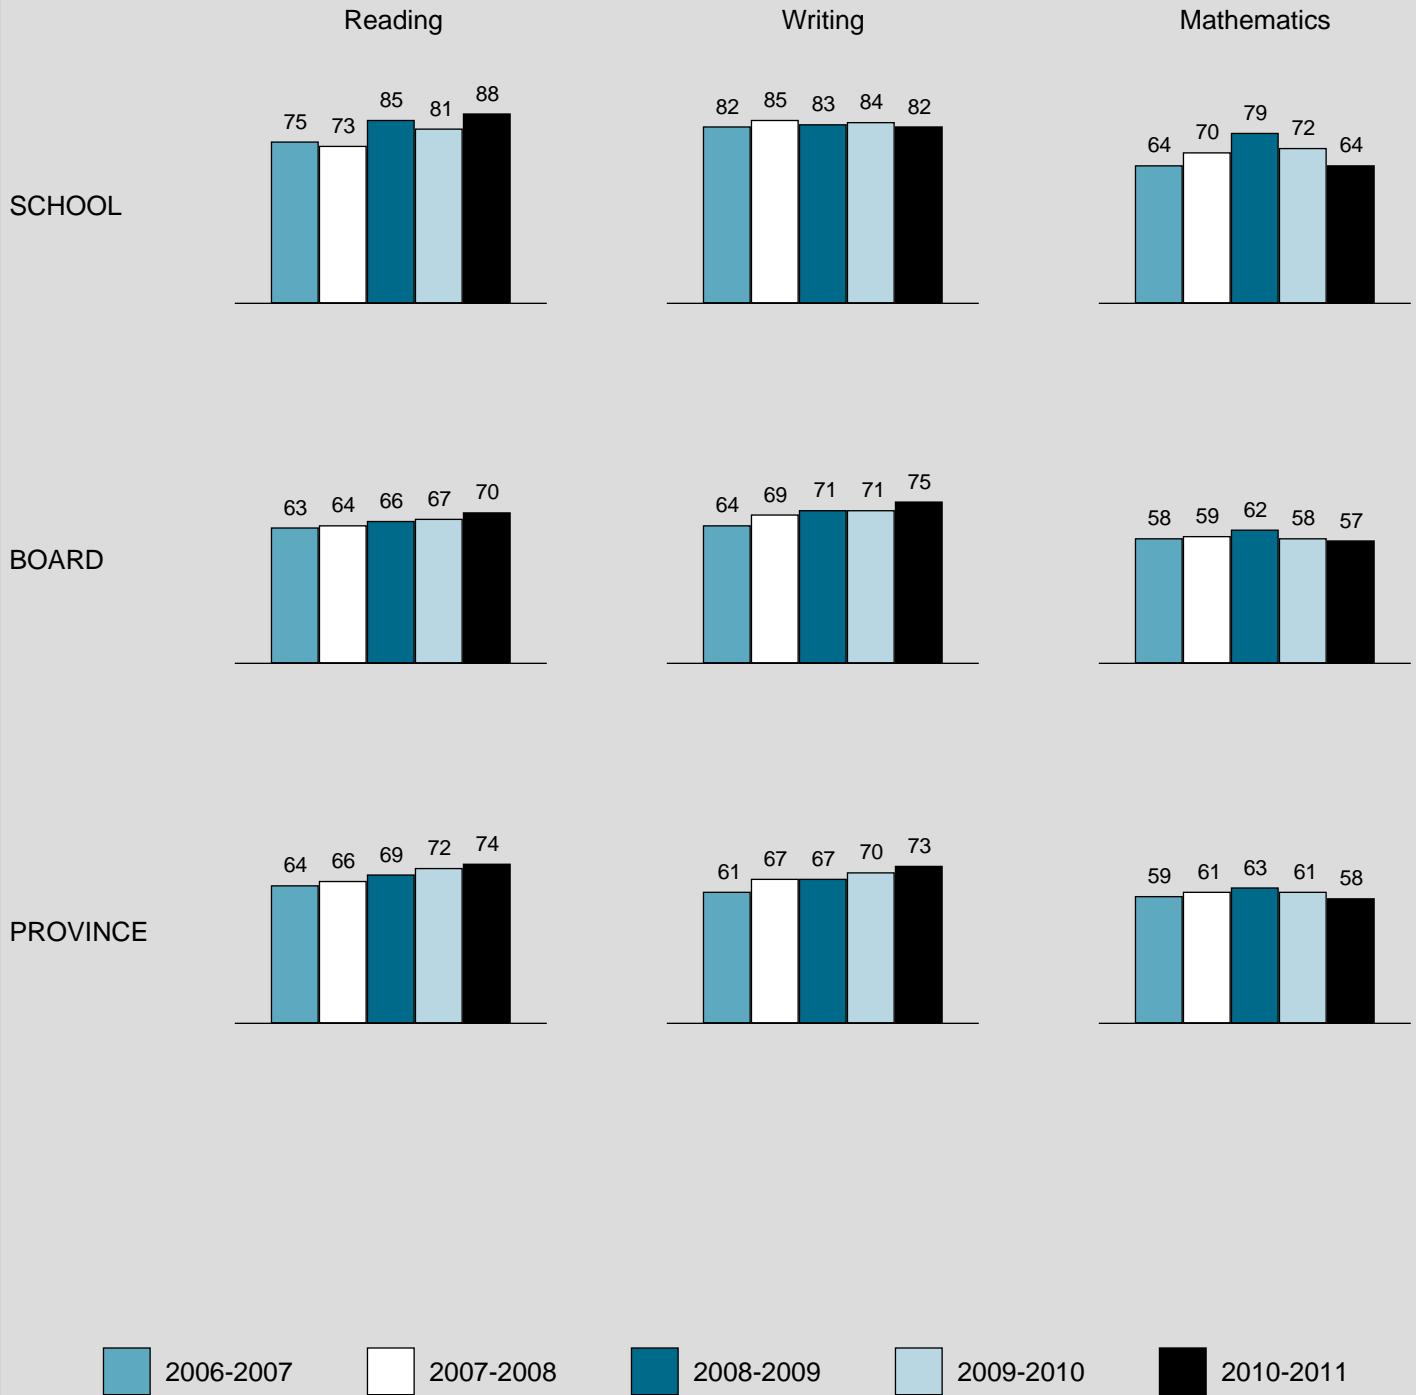 Reading Writing Mathematics
SCHOOL
75 73 85 81 88
82 85 83 84 82
64 70 79 72 64
BOARD
63 64 66 67 70
64 69 71 71 75
58 59 62 58 57
PROVINCE
64 66 69 72 74
61 67 67 70 73
59 61 63 61 58
2006-2007 2007-2008 2008-2009 2009-2010 2010-2011